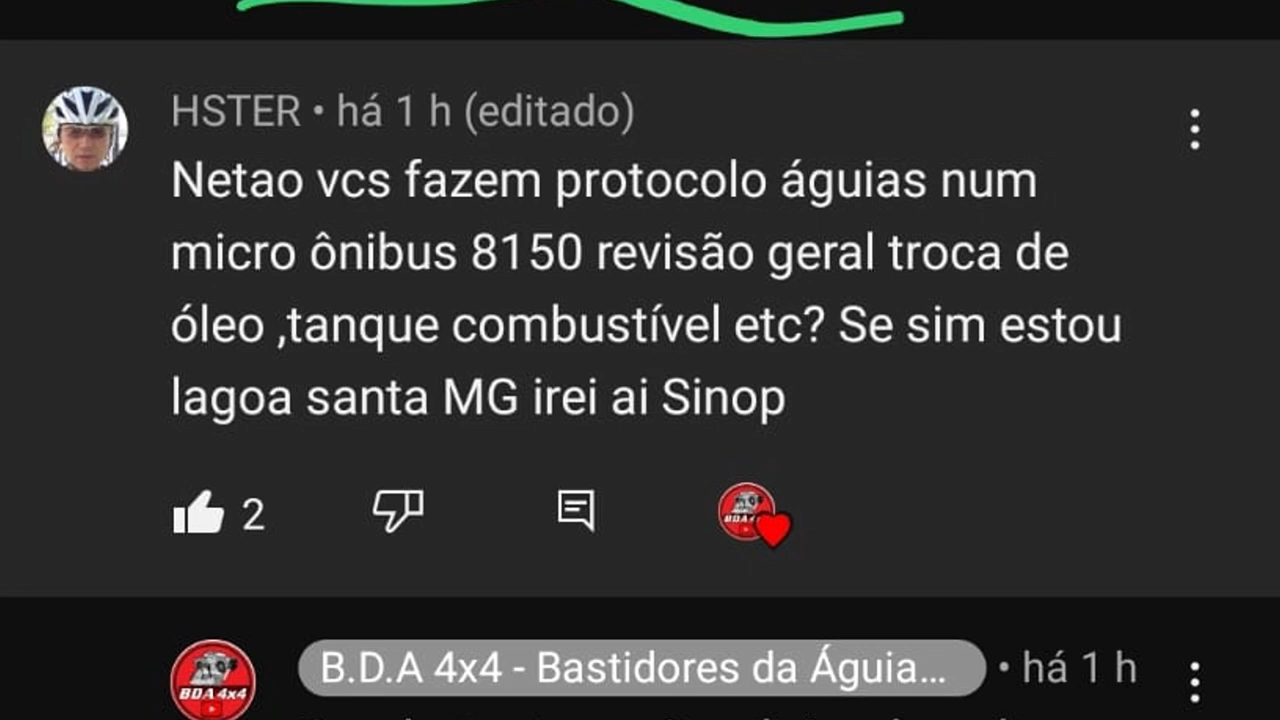 HSTER • há 1 h (editado)
Netao vcs fazem protocolo águias num
micro ônibus 8150 revisão geral troca de
óleo ,tanque combustível etc? Se sim estou
lagoa santa MG irei ai Sinop
2
BDA4
B.D.A 4x4 - Bastidores da Águia... • há 1 h
BDA 4x4